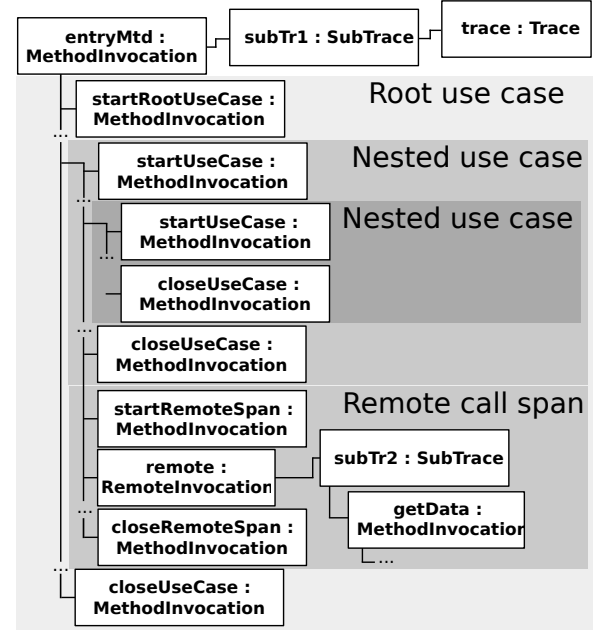 entryMtd :
MethodInvocation
subTr1 : SubTrace
trace : Trace
Root use case
startRootUseCase :
MethodInvocation
...
Nested use case
startUseCase :
MethodInvocation
...
Nested use case
startUseCase :
MethodInvocation
...
closeUseCase :
MethodInvocation
...
closeUseCase :
MethodInvocation
Remote call span
startRemoteSpan :
MethodInvocation
remote :
RemoteInvocation
subTr2 : SubTrace
...
getData :
MethodInvocation
closeRemoteSpan :
MethodInvocation
...
...
closeUseCase :
MethodInvocation